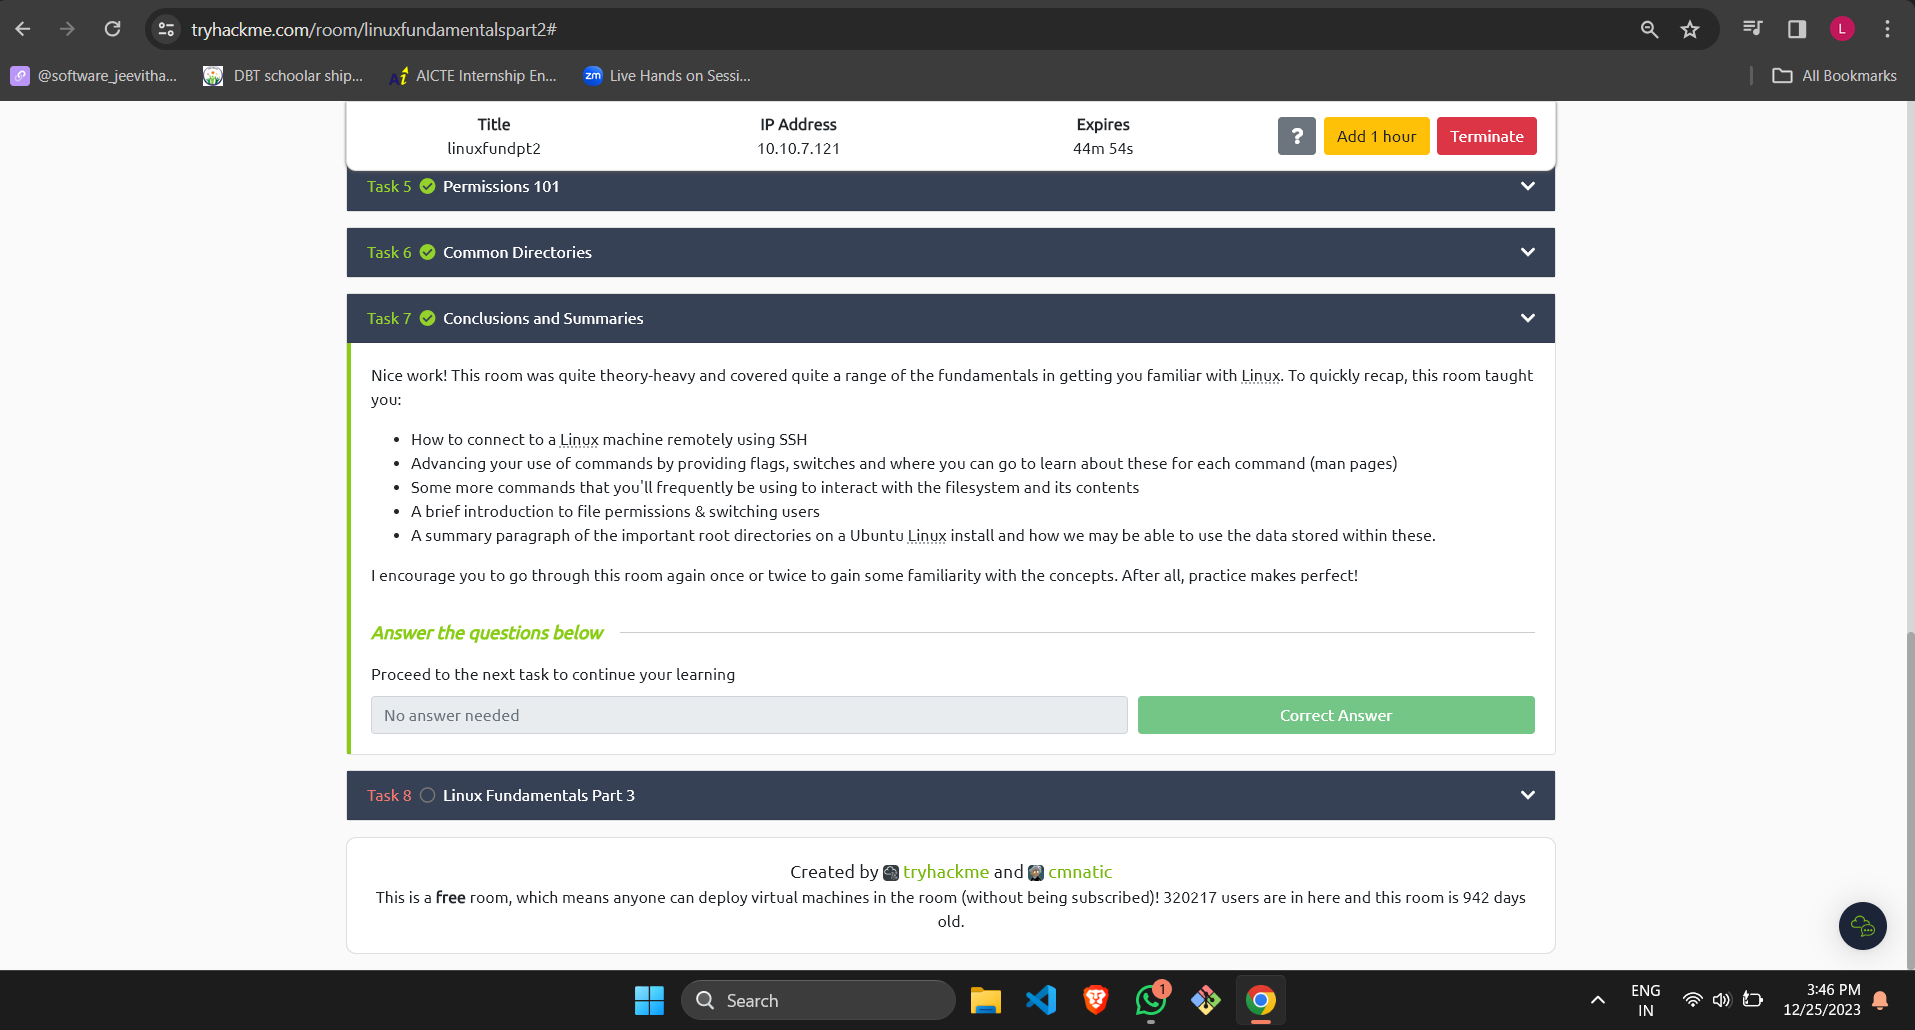 tryhackme.com/room/linuxfundamentalspart2#
L
@software_jeevitha...
DBT schoolar ship...
AICTE Internship En...
zm Live Hands on Sessi...
All Bookmarks
Title
linuxfundpt2
IP Address
10.10.7.121
Expires
44m 54s
?
Add 1 hour
Terminate
Task 5 Permissions 101
Task 6 Common Directories
Task 7 Conclusions and Summaries
Nice work! This room was quite theory-heavy and covered quite a range of the fundamentals in getting you familiar with Linux. To quickly recap, this room taught
you:
• How to connect to a Linux machine remotely using SSH
• Advancing your use of commands by providing flags, switches and where you can go to learn about these for each command (man pages)
• Some more commands that you'll frequently be using to interact with the filesystem and its contents
• A brief introduction to file permissions & switching users
• A summary paragraph of the important root directories on a Ubuntu Linux install and how we may be able to use the data stored within these.
I encourage you to go through this room again once or twice to gain some familiarity with the concepts. After all, practice makes perfect!
Answer the questions below
Proceed to the next task to continue your learning
No answer needed
Correct Answer
Task 8 Linux Fundamentals Part 3
Created by tryhackme and cmnatic
This is a free room, which means anyone can deploy virtual machines in the room (without being subscribed)! 320217 users are in here and this room is 942 days
old.
Search
1
ENG
IN
3:46 PM
12/25/2023